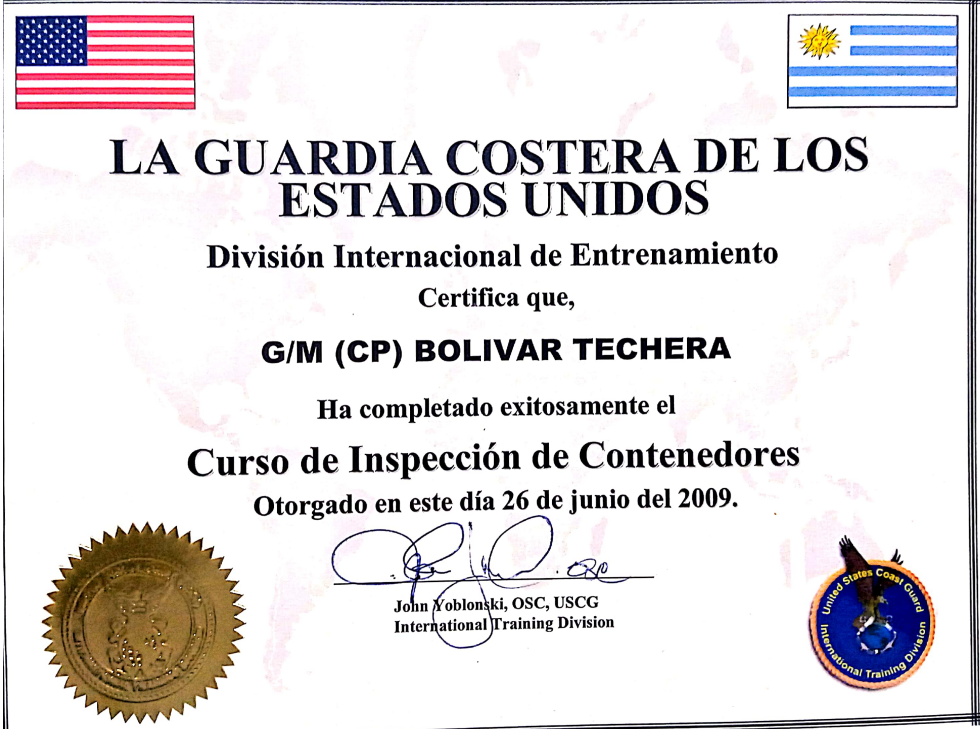 LA GUARDIA COSTERA DE LOS
ESTADOS UNIDOS
División Internacional de Entrenamiento
Certifica que,
G/M (CP) BOLIVAR TECHERA
Ha completado exitosamente el
Curso de Inspección de Contenedores
Otorgado en este día 26 de junio del 2009.
John Yoblonski, OSC, USCG
International Training Division
United States Coast Guard
International Training Division